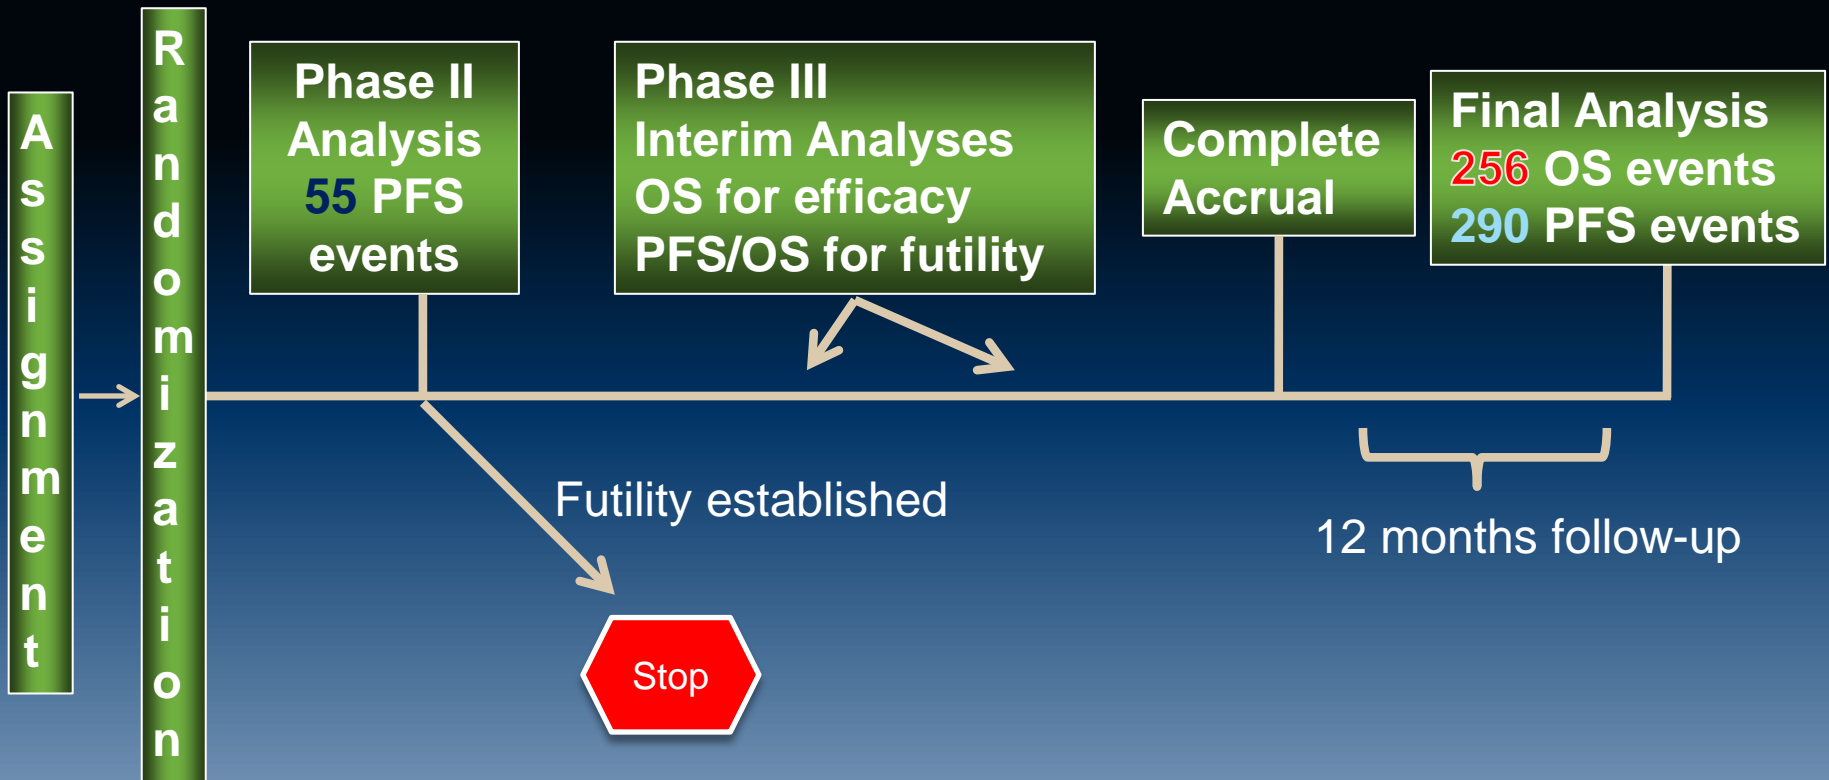 Assignment
Randomization
Phase II
Analysis
55 PFS
events
Phase III
Interim Analyses
OS for efficacy
PFS/OS for futility
Complete
Accrual
Final Analysis
256 OS events
290 PFS events
Futility established
12 months follow-up
Stop